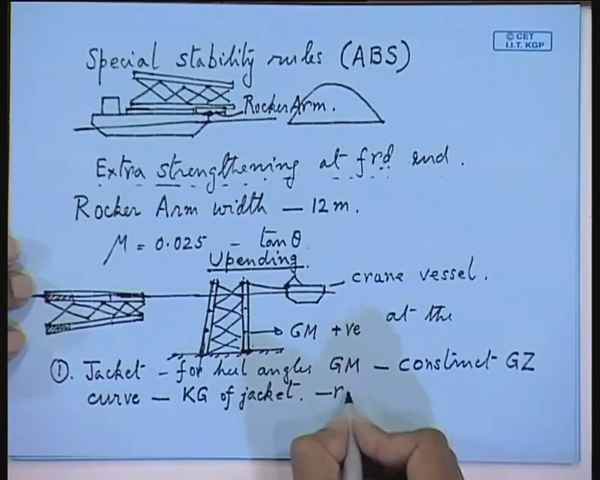 © CET
I.I.T. KGP
Special stability rules (ABS)
Rocker Arm.
Extra strengthening at frd end.
Rocker Arm width – 12 m.
μ = 0.025 – tan θ
Upending.
crane vessel.
GM +ve at the
①. Jacket – for heel angles GM – construct GZ
curve – KG of jacket. – r